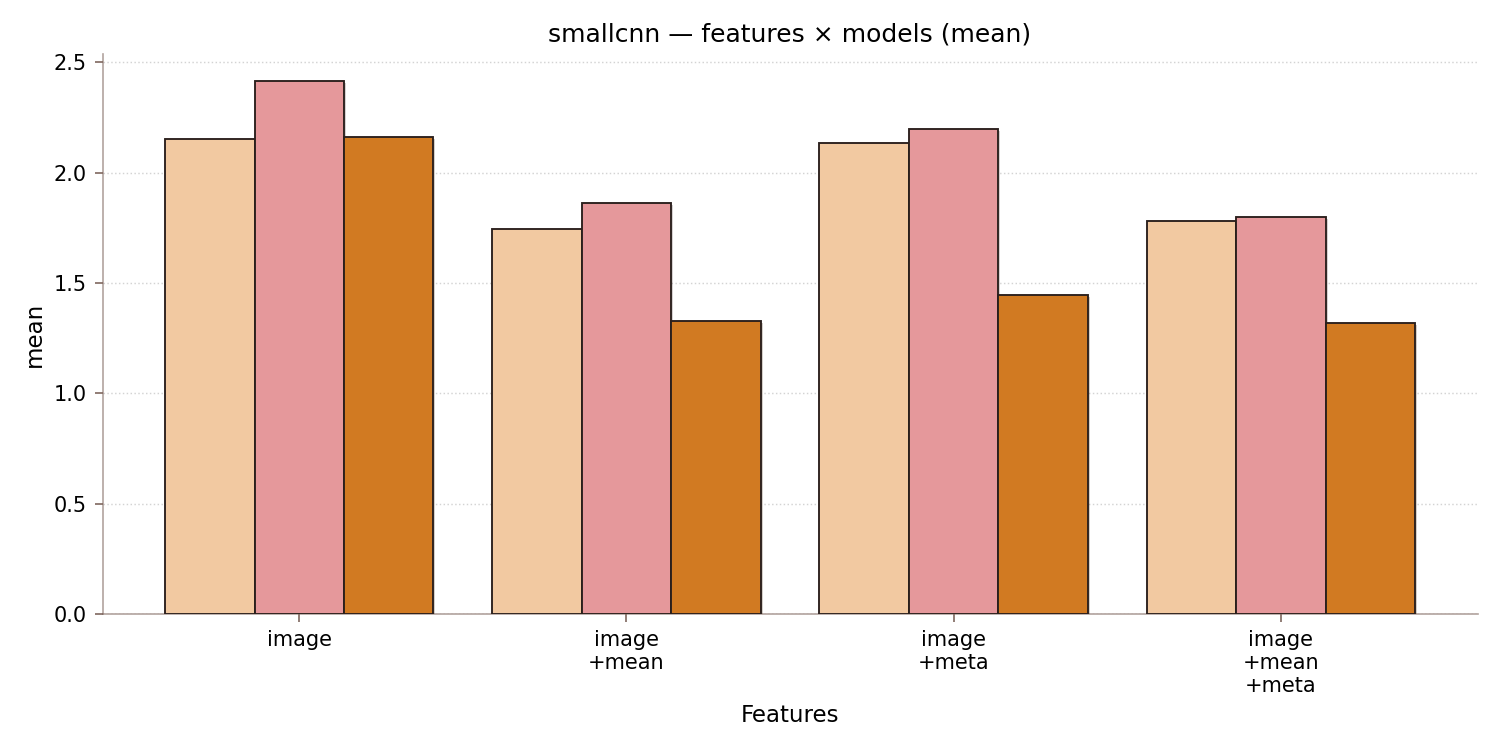 smallcnn — features × models (mean)
2.5
2.0
1.5
1.0
0.5
0.0
mean
image
image
+mean
image
+meta
image
+mean
+meta
Features